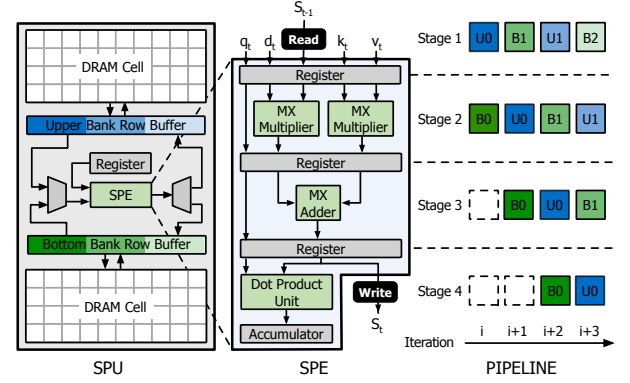 DRAM Cell
Upper Bank Row Buffer
Register
SPE
Bottom Bank Row Buffer
DRAM Cell
SPU
S_{t-1}
Read
q_t d_t k_t v_t
Register
MX Multiplier
MX Multiplier
Register
MX Adder
Register
Dot Product Unit
Write
S_t
Accumulator
SPE
Stage 1 U0 B1 U1 B2
Stage 2 B0 U0 B1 U1
Stage 3 B0 U0 B1
Stage 4 B0 U0
Iteration i i+1 i+2 i+3
PIPELINE